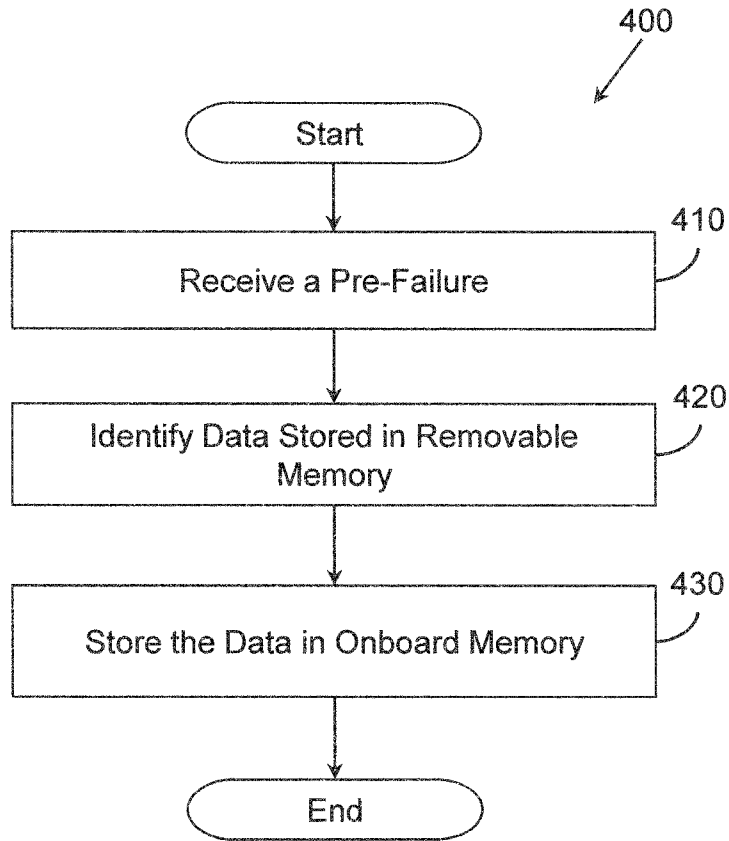 400
Start
410
Receive a Pre-Failure
420
Identify Data Stored in Removable
Memory
430
Store the Data in Onboard Memory
End